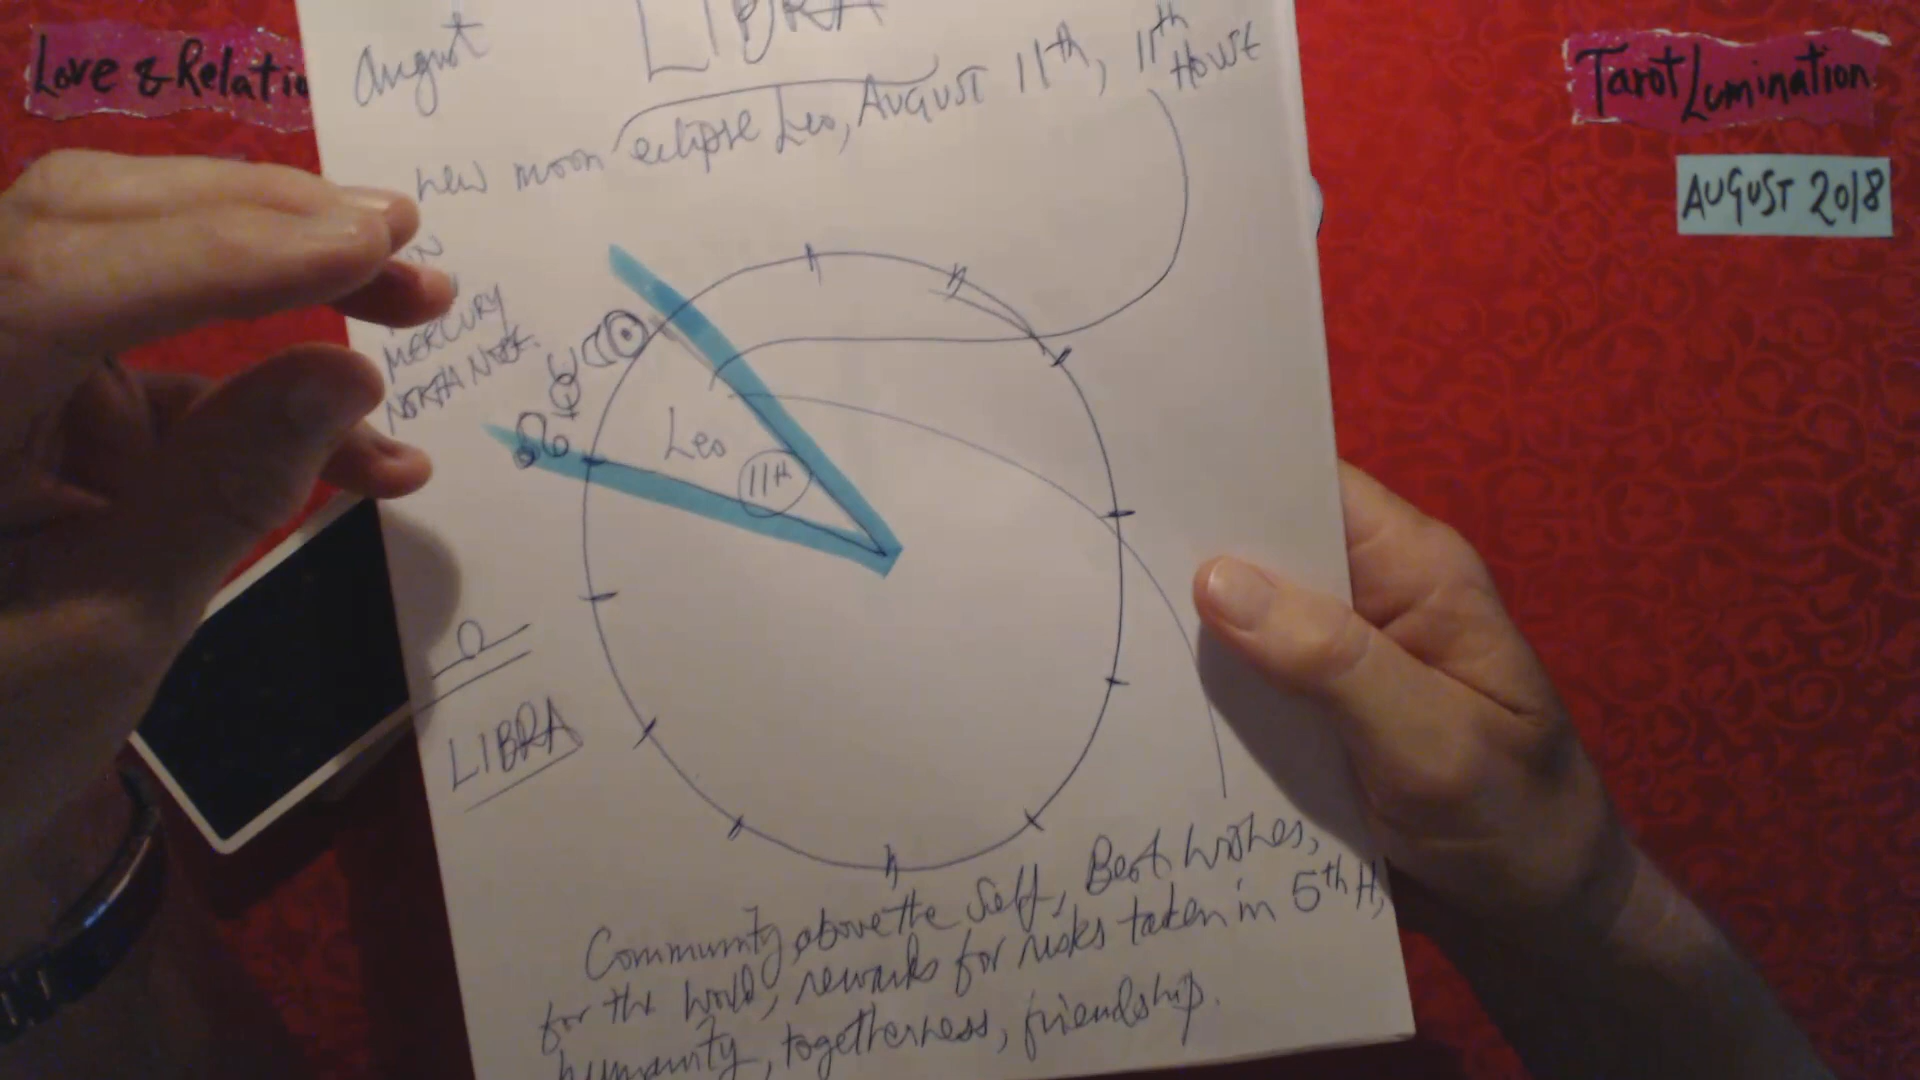 Love & Relatio
Tarot Lumination
AUGUST 2018
August
LIBRA
new moon eclipse Leo, AUGUST 11th, 11th HOUSE
MERCURY
NORTH NODE.
Leo
11th
LIBRA
Community above the Self, Best Wishes,
for the World, rewards for risks taken in 5th H,
humanity, togetherness, friendship.